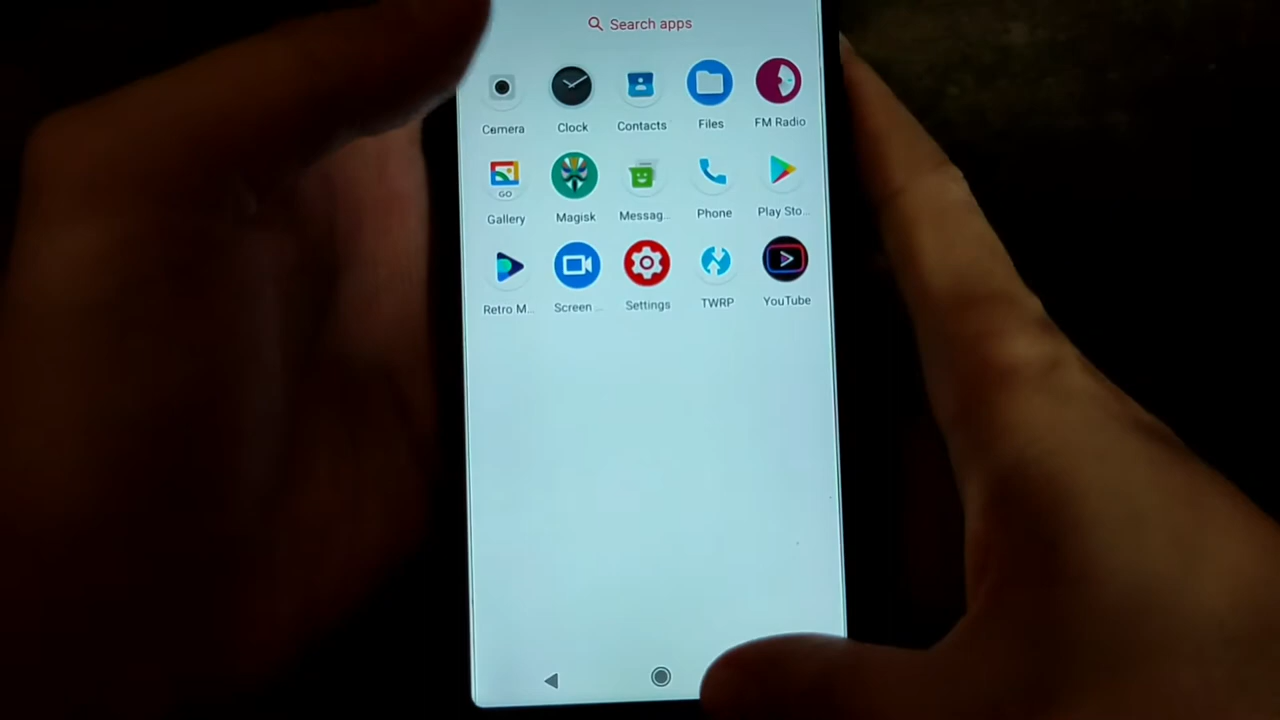 Search apps
Camera Clock Contacts Files FM Radio
GO
Gallery Magisk Messag... Phone Play Sto...
Retro M... Screen ... Settings TWRP YouTube